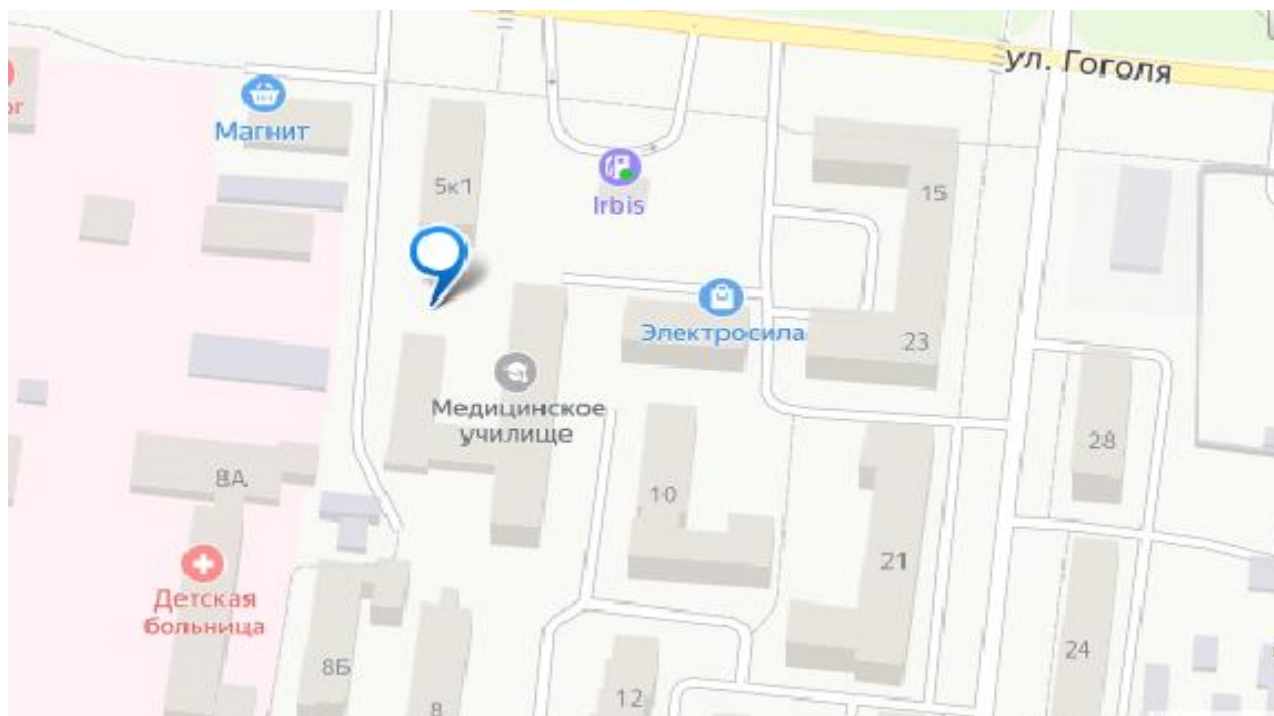 ул. Гоголя
Магнит
5к1
Irbis
15
Электросила
23
Медицинское
училище
28
8А
10
21
Детская
больница
8Б
24
12
8